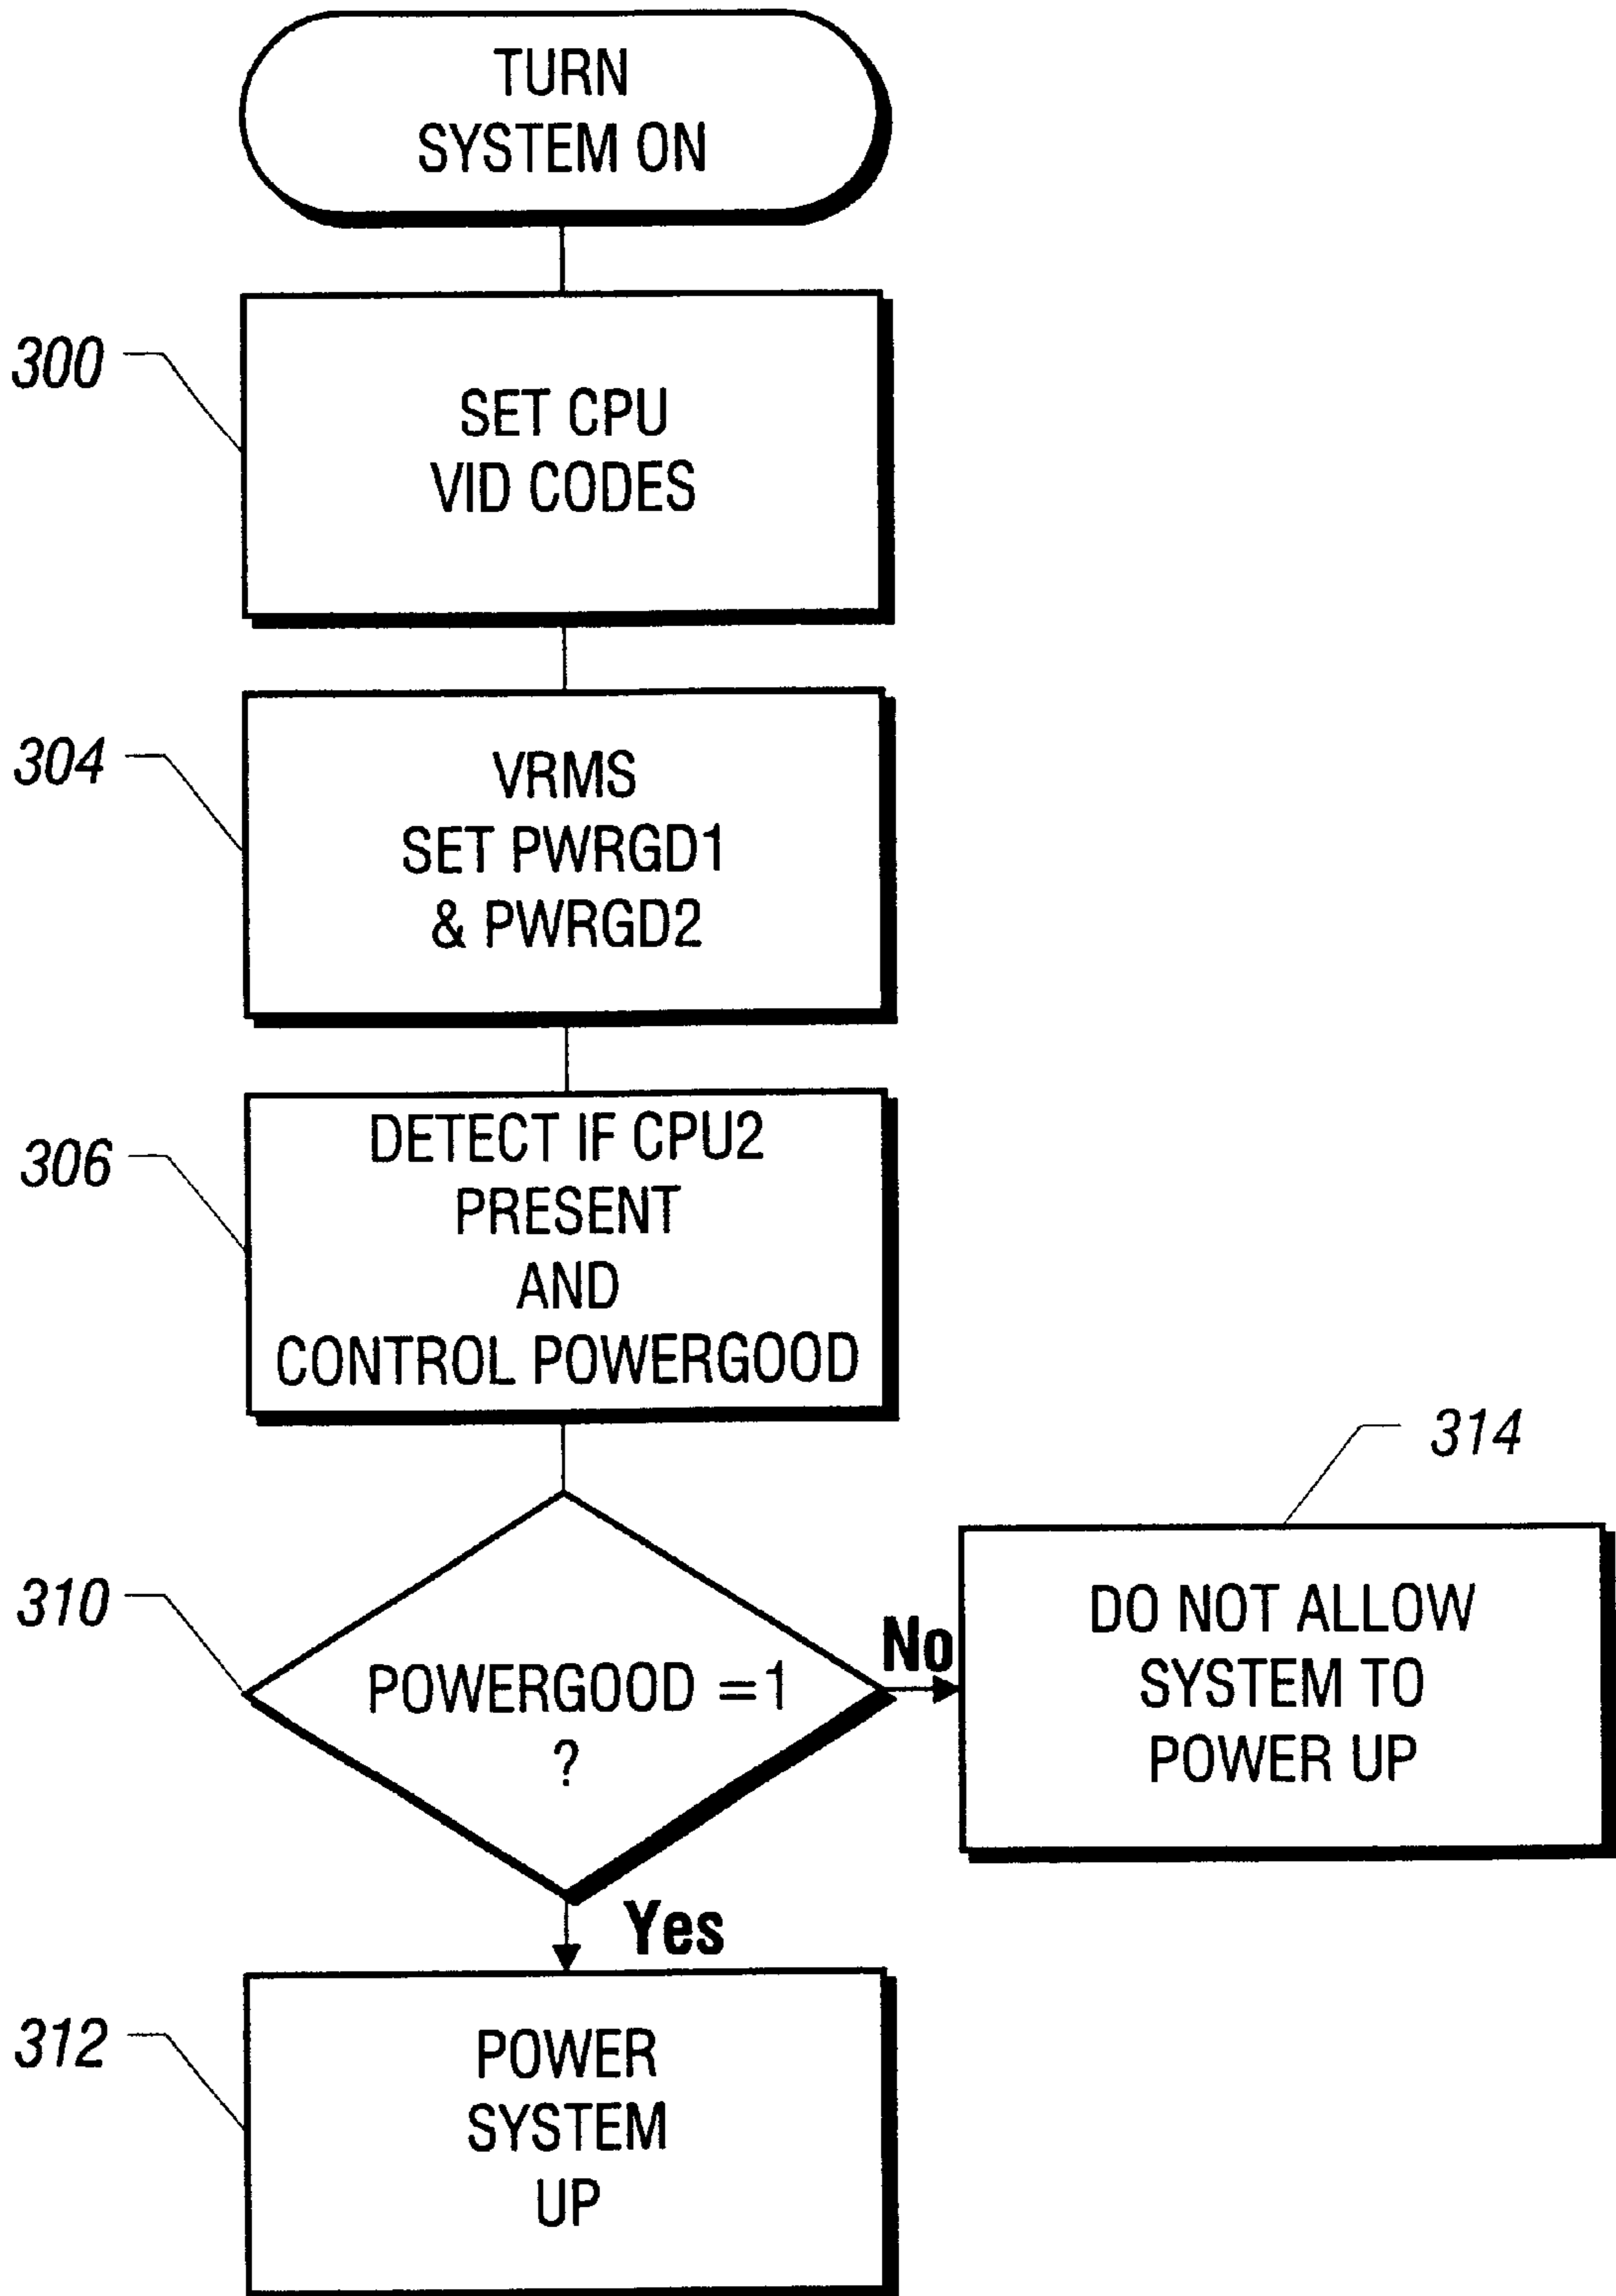 TURN
SYSTEM ON
300
SET CPU
VID CODES
304
VRMS
SET PWRGD1
& PWRGD2
306
DETECT IF CPU2
PRESENT
AND
CONTROL POWERGOOD
314
310
POWERGOOD =1
?
No
DO NOT ALLOW
SYSTEM TO
POWER UP
Yes
312
POWER
SYSTEM
UP